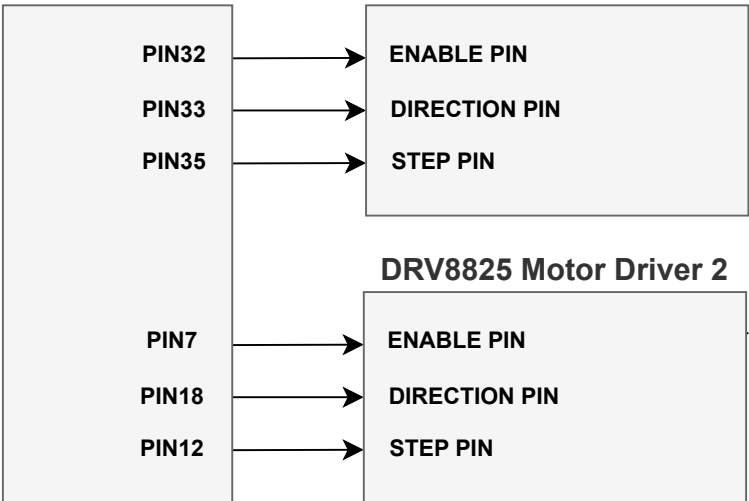 PIN32 ENABLE PIN
PIN33 DIRECTION PIN
PIN35 STEP PIN
DRV8825 Motor Driver 2
PIN7 ENABLE PIN
PIN18 DIRECTION PIN
PIN12 STEP PIN